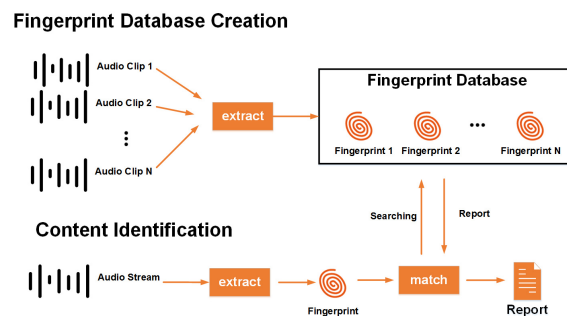 Fingerprint Database Creation
Audio Clip 1
Audio Clip 2
Audio Clip N
extract
Fingerprint Database
Fingerprint 1
Fingerprint 2
Fingerprint N
Searching
Report
Content Identification
Audio Stream
extract
Fingerprint
match
Report